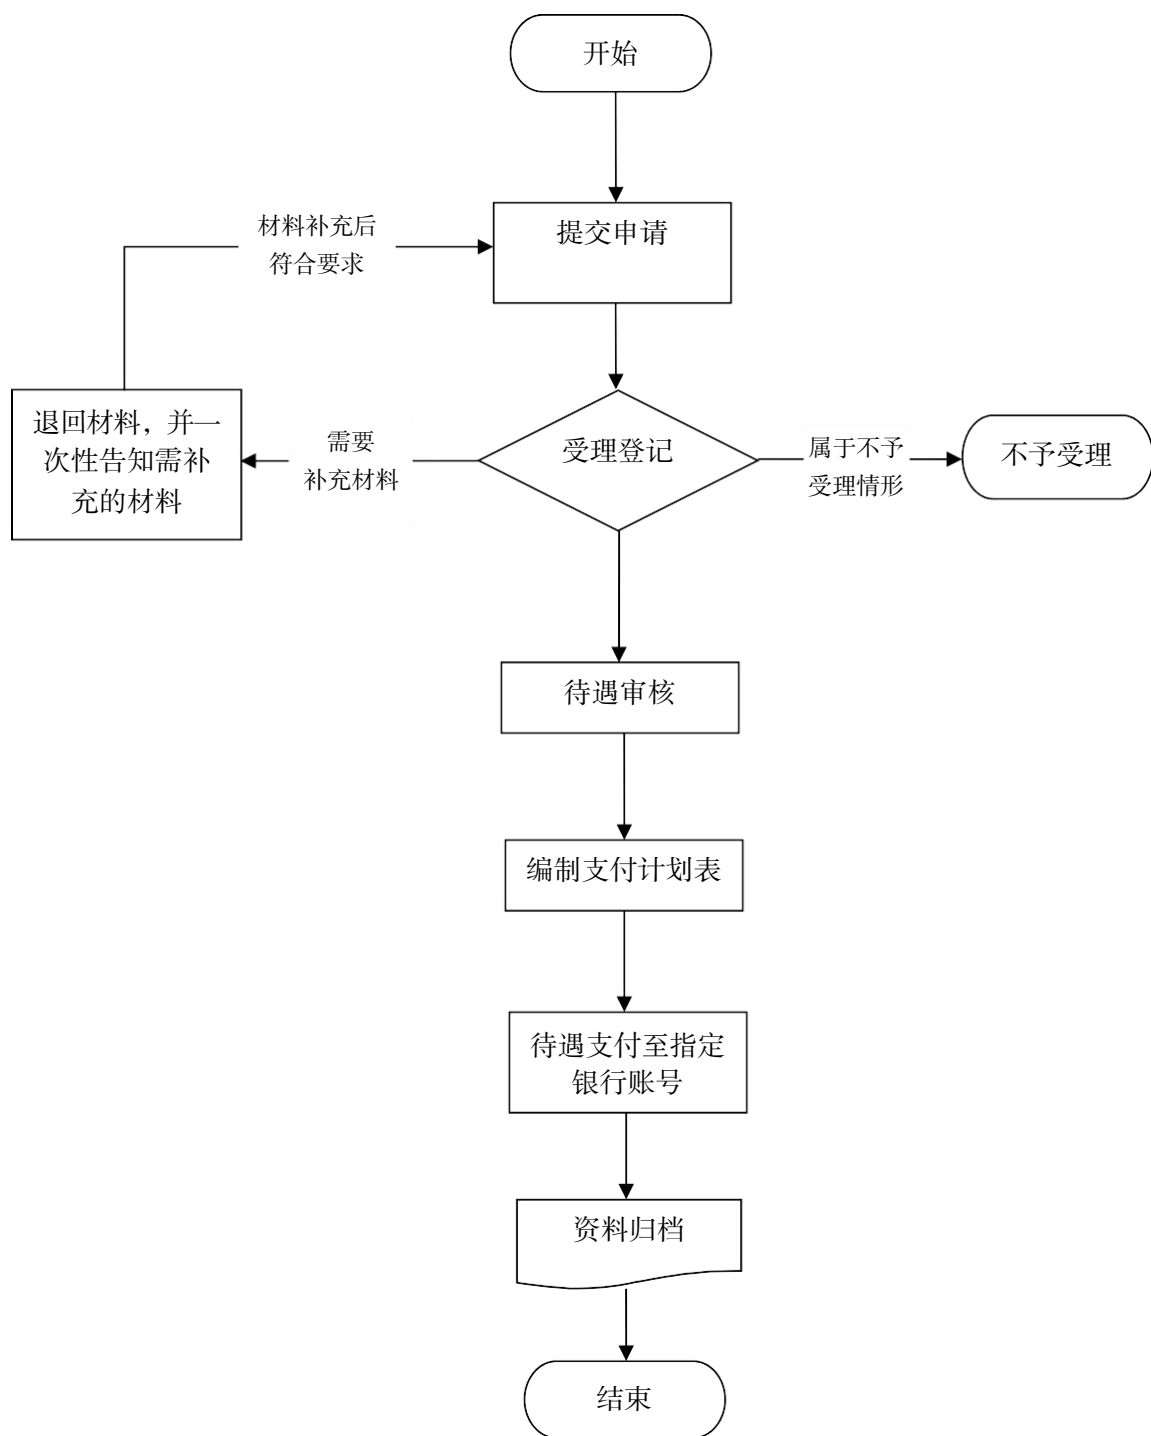 开始
材料补充后
符合要求
提交申请
退回材料，并一
次性告知需补
充的材料
需要
补充材料
受理登记
属于不予
受理情形
不予受理
待遇审核
编制支付计划表
待遇支付至指定
银行账号
资料归档
结束